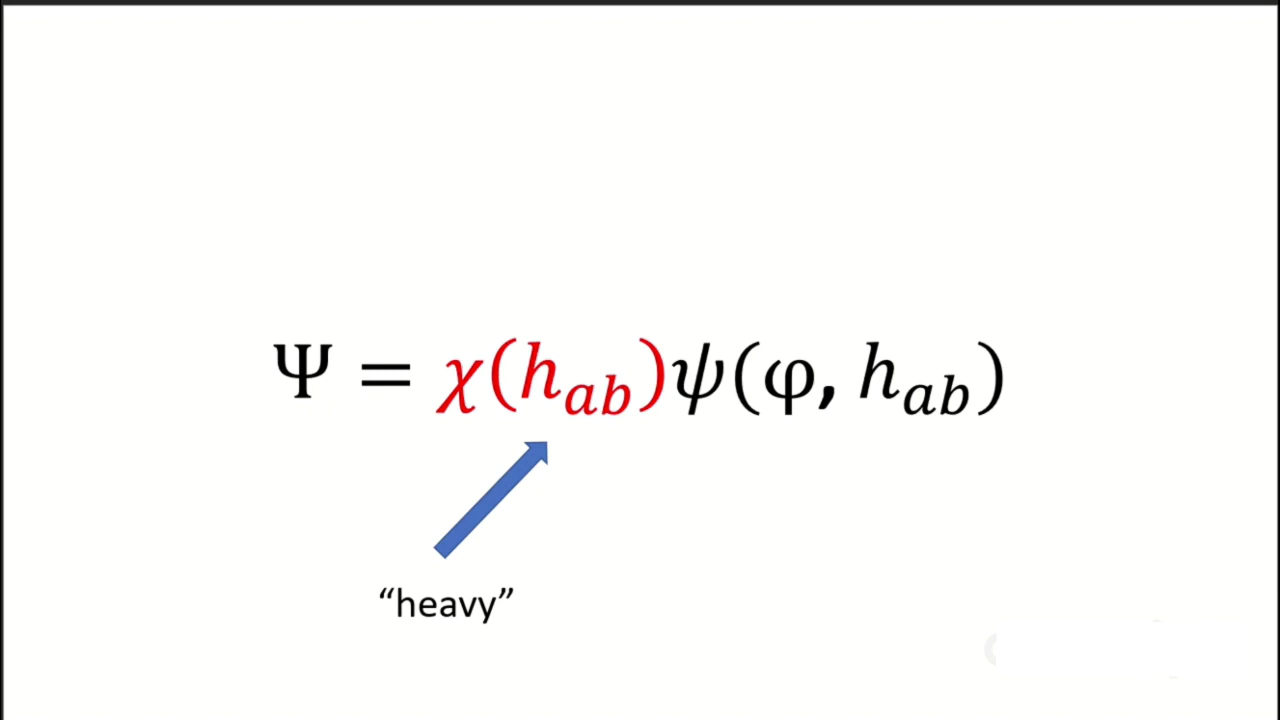 Ψ = χ(h_ab)ψ(φ, h_ab)
“heavy”